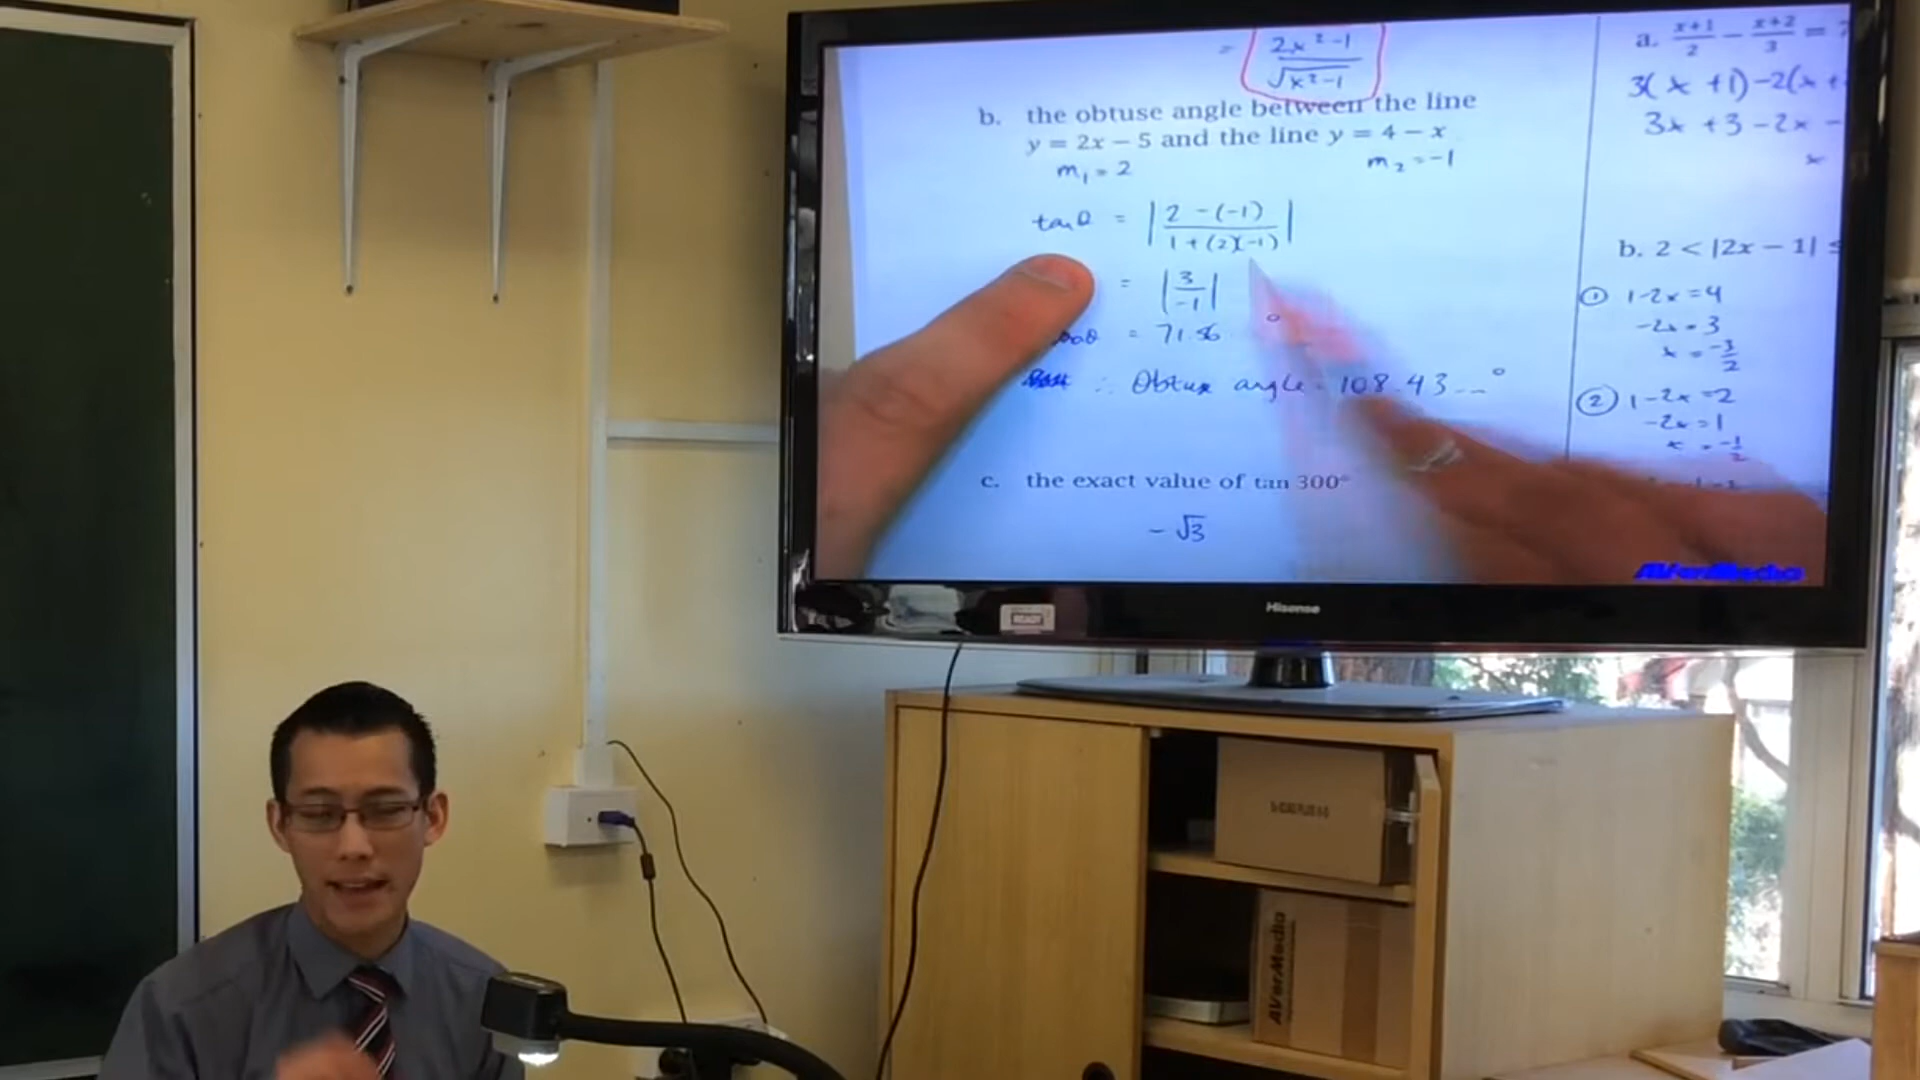 = 2x²-1
√x²-1
b. the obtuse angle between the line
y = 2x – 5 and the line y = 4 – x
m₁ = 2 m₂ = -1
tanθ = |2 -(-1)
1+(2)(-1)|
= |3
-1|
= 71.56 °
∴ Obtuse angle = 108.43...°
c. the exact value of tan 300°
-√3
a. x+1
2 – x+2
3 =
3(x +1)-2(x +
3x +3-2x -
x
b. 2 < |2x – 1| ≤
① 1-2x=4
-2x=3
x = -3
2
② 1-2x=2
-2x=1
x = -1
2
AVerMedia
Hisense
READY
AVerMedia